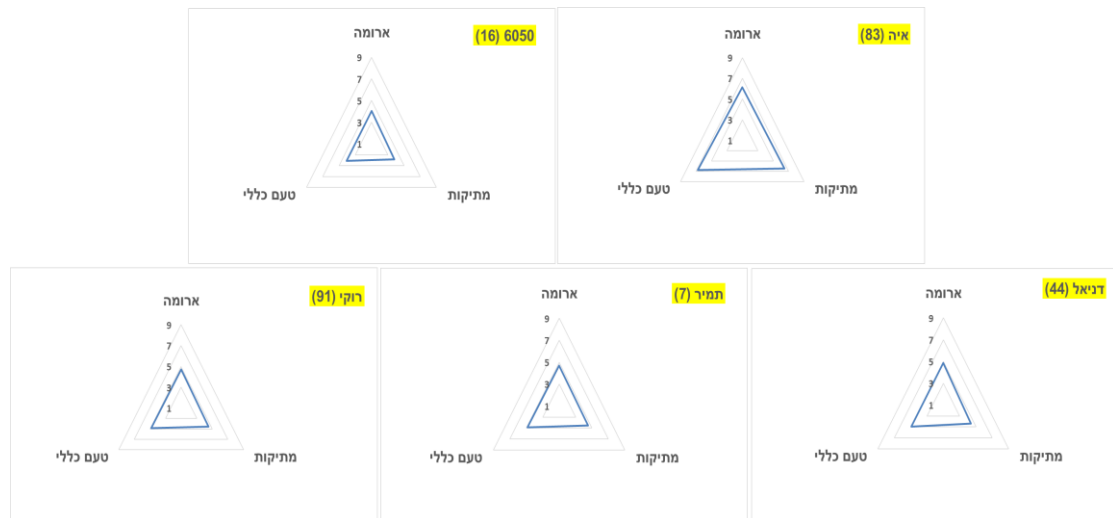 6050 (16)
ארומה
9
7
5
3
1
טעם כללי
מתיקות
איה (83)
ארומה
9
7
5
3
1
טעם כללי
מתיקות
רוקי (91)
ארומה
9
7
5
3
1
טעם כללי
מתיקות
תמיר (7)
ארומה
9
7
5
3
1
טעם כללי
מתיקות
דניאל (44)
ארומה
9
7
5
3
1
טעם כללי
מתיקות